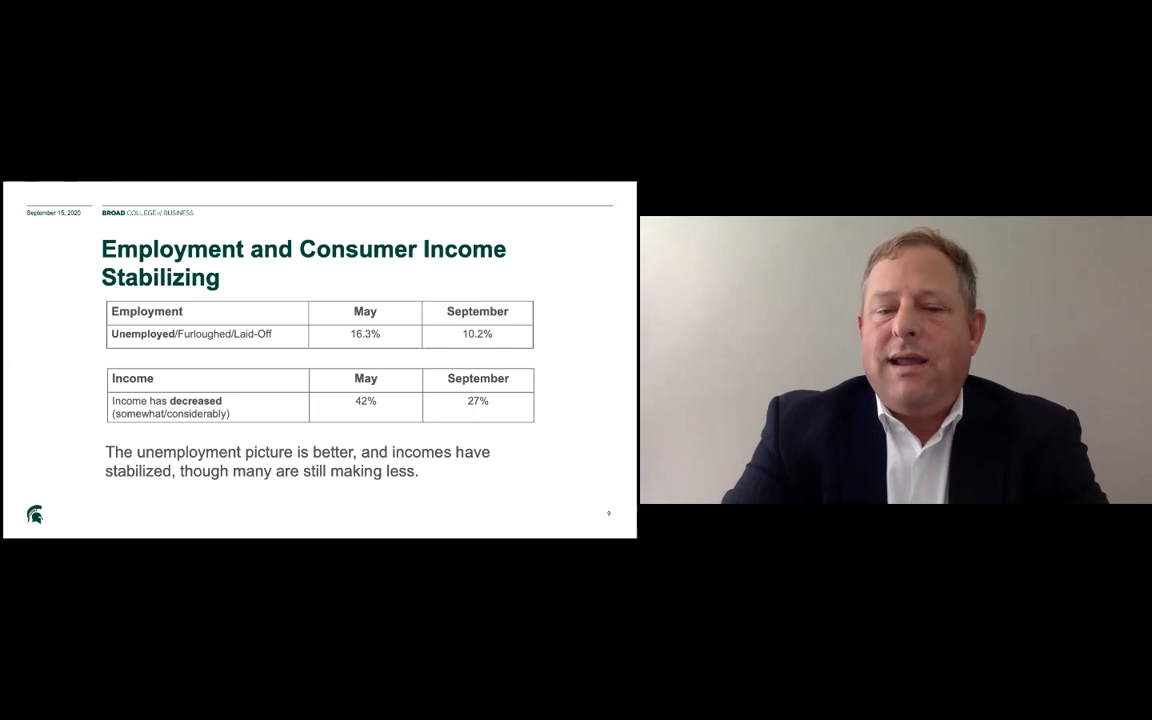 September 15, 2020
BROAD COLLEGE of BUSINESS
Employment and Consumer Income
Stabilizing
Employment May September
Unemployed/Furloughed/Laid-Off 16.3% 10.2%
Income May September
Income has decreased 42% 27%
(somewhat/considerably)
The unemployment picture is better, and incomes have
stabilized, though many are still making less.
9